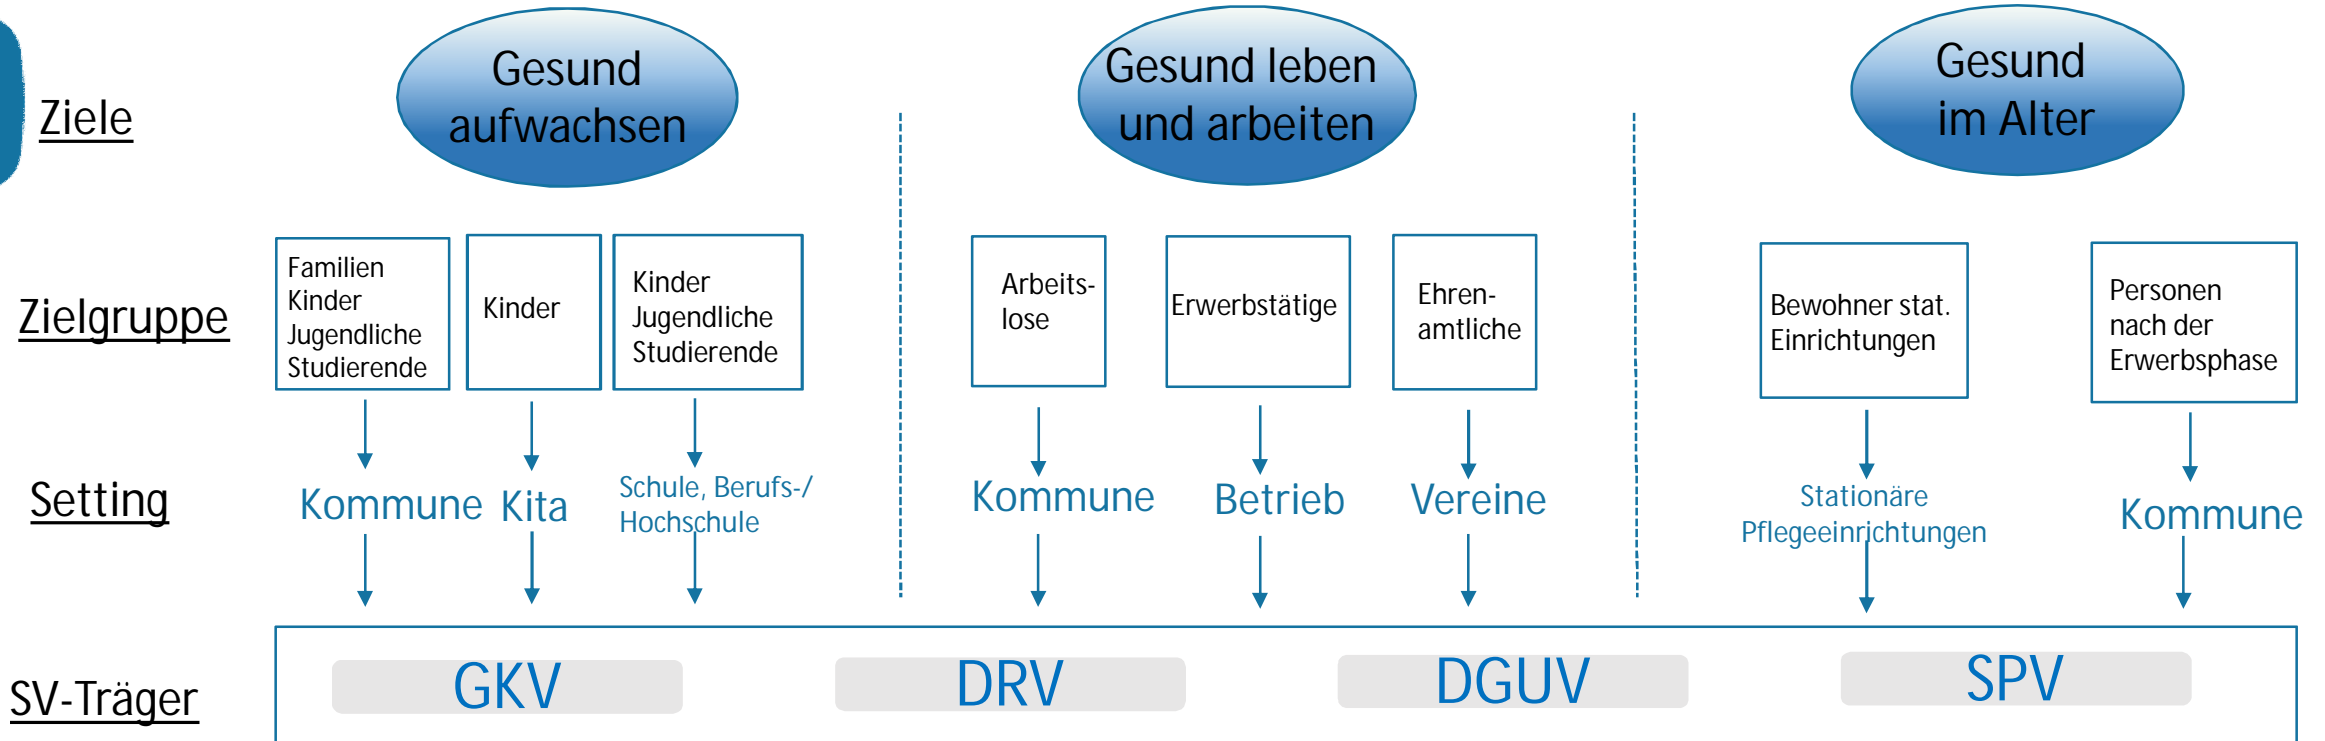 Ziele
Gesund
aufwachsen
Gesund leben
und arbeiten
Gesund
im Alter
Zielgruppe
Familien
Kinder
Jugendliche
Studierende
Kinder
Kinder
Jugendliche
Studierende
Arbeits-
lose
Erwerbstätige
Ehren-
amtliche
Bewohner stat.
Einrichtungen
Personen
nach der
Erwerbsphase
Setting
Kommune
Kita
Schule, Berufs-/
Hochschule
Kommune
Betrieb
Vereine
Stationäre
Pflegeeinrichtungen
Kommune
SV-Träger
GKV
DRV
DGUV
SPV